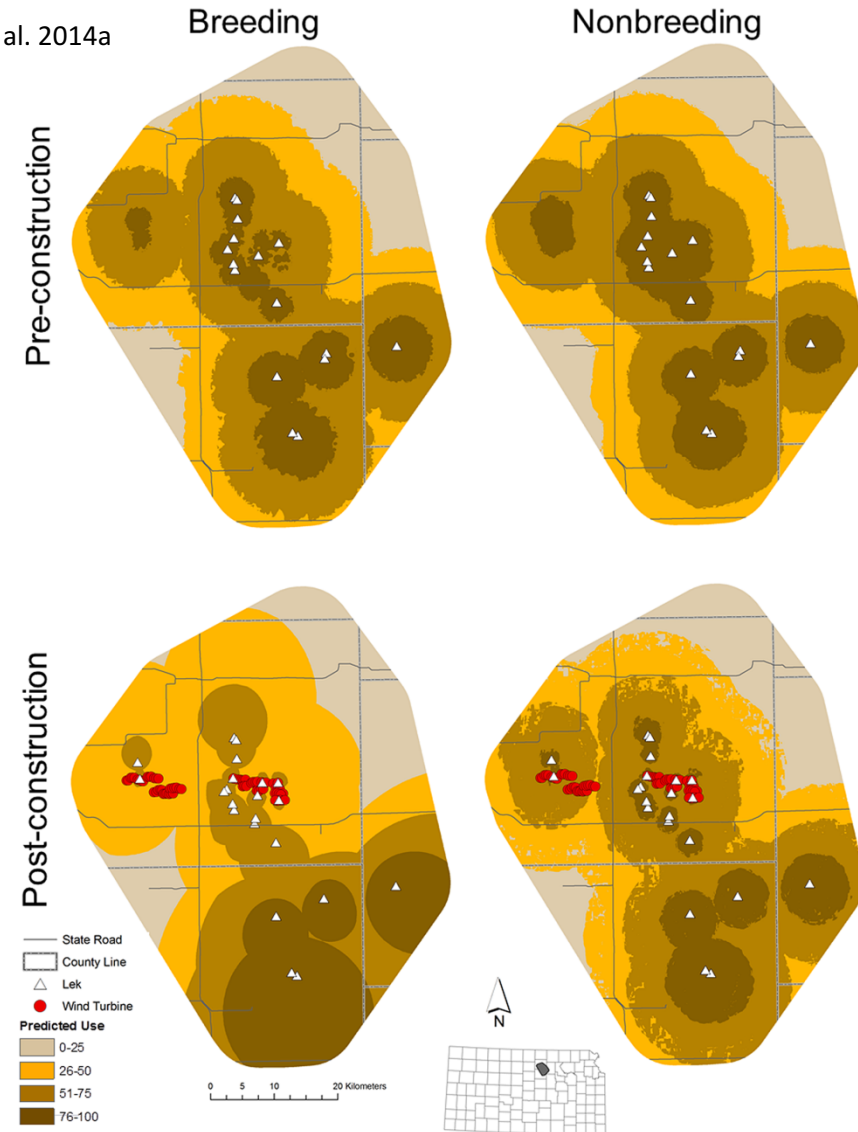 Breeding
Nonbreeding
al. 2014a
Pre-construction
Post-construction
State Road
County Line
Lek
Wind Turbine
Predicted Use
0-25
26-50
51-75
76-100
0 5 10 20 Kilometers
N